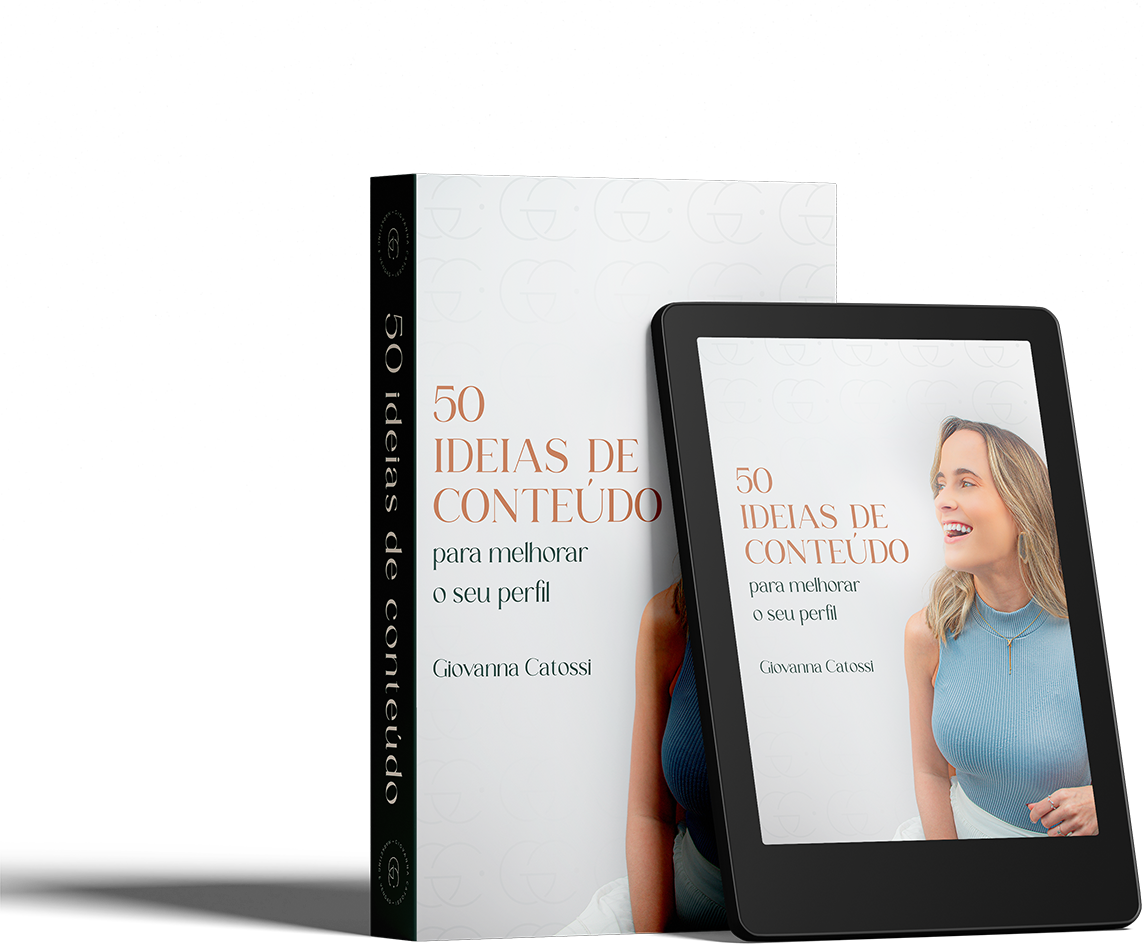 50 ideias de conteúdo
50
IDEIAS DE
CONTEÚDO
para melhorar
o seu perfil
Giovanna Catossi
50
IDEIAS DE
CONTEÚDO
para melhorar
o seu perfil
Giovanna Catossi